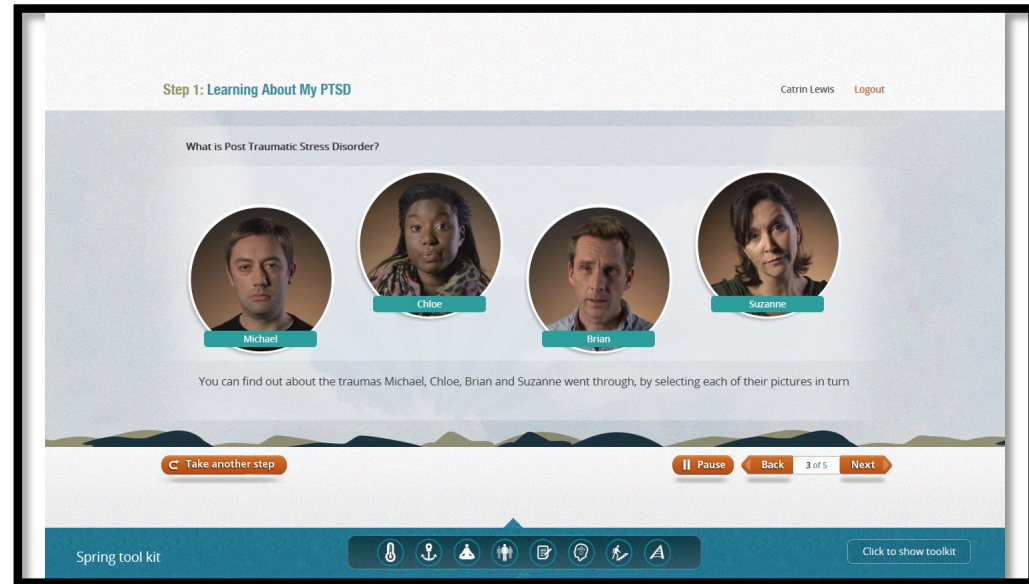 Step 1: Learning About My PTSD
Catrin Lewis Logout
What is Post Traumatic Stress Disorder?
Michael
Chloe
Brian
Suzanne
You can find out about the traumas Michael, Chloe, Brian and Suzanne went through, by selecting each of their pictures in turn
Take another step
Pause
Back
3 of 5
Next
Spring tool kit
A
Click to show toolkit